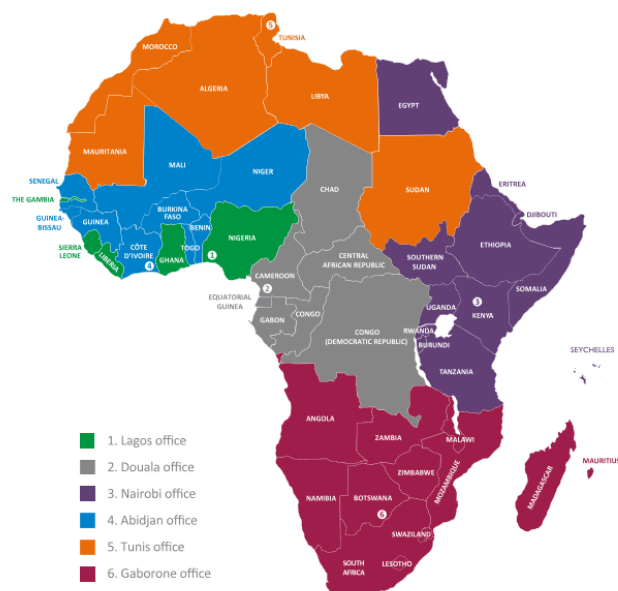 5
TUNISIA
MOROCCO
ALGERIA
LIBYA
EGYPT
MAURITANIA
MALI
NIGER
CHAD
SUDAN
ERITREA
DJIBOUTI
SENEGAL
THE GAMBIA
GUINEA-
BISSAU
GUINEA
BURKINA
FASO
BENIN
SIERRA
LEONE
LIBERIA
CÔTE
D'IVOIRE
4
GHANA
TOGO
1
NIGERIA
ETHIOPIA
SOUTHERN
SUDAN
CENTRAL
AFRICAN REPUBLIC
CAMEROON
2
SOMALIA
EQUATORIAL
GUINEA
GABON
CONGO
UGANDA
3
KENYA
CONGO
(DEMOCRATIC REPUBLIC)
RWANDA
BURUNDI
SEYCHELLES
TANZANIA
ANGOLA
ZAMBIA
MALAWI
MOZAMBIQUE
ZIMBABWE
MADAGASCAR
MAURITIUS
NAMIBIA
BOTSWANA
6
SWAZILAND
SOUTH
AFRICA
LESOTHO
1. Lagos office
2. Douala office
3. Nairobi office
4. Abidjan office
5. Tunis office
6. Gaborone office